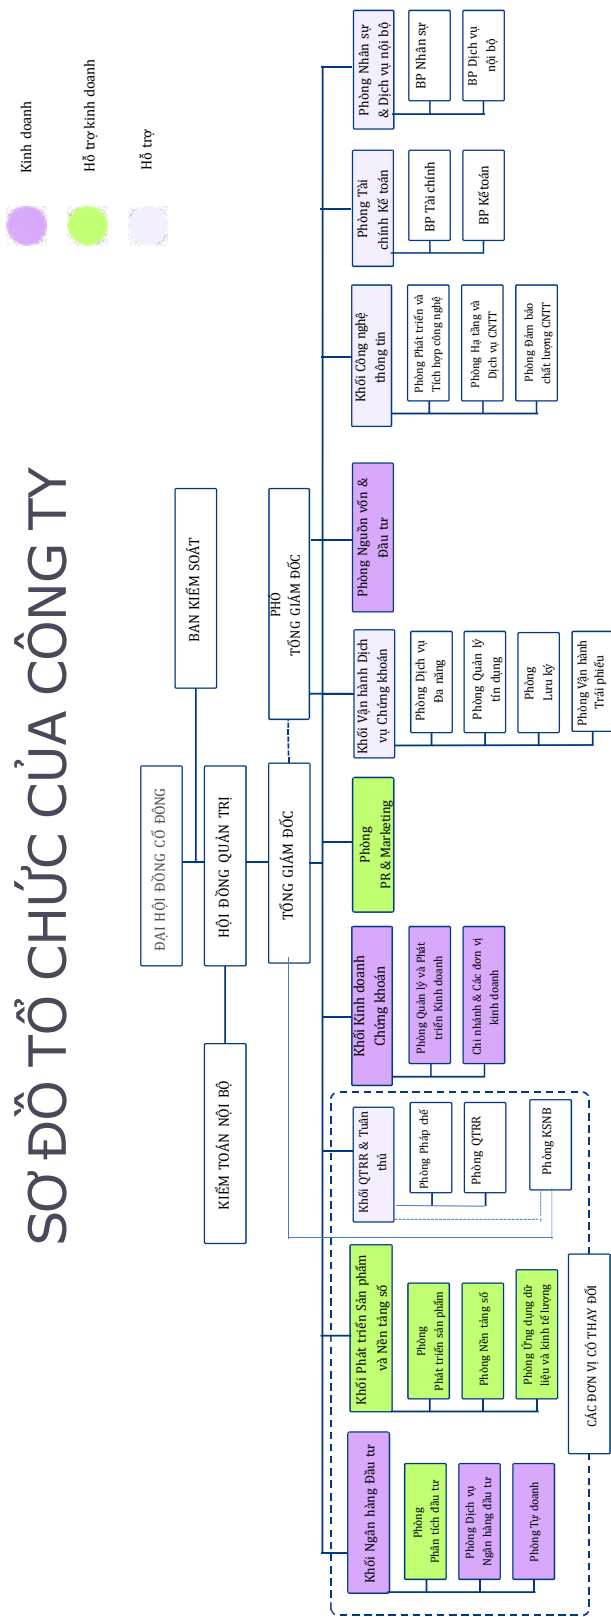 SƠ ĐỒ TỔ CHỨC CỦA CÔNG TY
Kinh doanh
Hỗ trợ kinh doanh
Hỗ trợ
ĐẠI HỘI ĐỒNG CỔ ĐÔNG
BAN KIỂM SOÁT
KIỂM TOÁN NỘI BỘ
HỘI ĐỒNG QUẢN TRỊ
TỔNG GIÁM ĐỐC
PHÓ
TỔNG GIÁM ĐỐC
Khối Ngân hàng Đầu tư
Phòng
Phân tích đầu tư
Phòng Dịch vụ
Ngân hàng đầu tư
Phòng Tự doanh
Khối Phát triển Sản phẩm
và Nền tảng số
Phòng
Phát triển sản phẩm
Phòng Nền tảng số
Phòng Ứng dụng dữ
liệu và kinh tế lượng
Khối QTRR & Tuân
thủ
Phòng Pháp chế
Phòng QTRR
Phòng KSNB
Khối Kinh doanh
Chứng khoán
Phòng Quản lý và Phát
triển Kinh doanh
Chi nhánh & Các đơn vị
kinh doanh
Phòng
PR & Marketing
Khối Vận hành Dịch
vụ Chứng khoán
Phòng Dịch vụ
Đa năng
Phòng Quản lý
tín dụng
Phòng
Lưu ký
Phòng Vận hành
Trái phiếu
Phòng Nguồn vốn &
Đầu tư
Khối Công nghệ
thông tin
Phòng Phát triển và
Tích hợp công nghệ
Phòng Hạ tầng và
Dịch vụ CNTT
Phòng Đảm bảo
chất lượng CNTT
Phòng Tài
chính Kế toán
BP Tài chính
BP Kế toán
Phòng Nhân sự
& Dịch vụ nội bộ
BP Nhân sự
BP Dịch vụ
nội bộ
CÁC ĐƠN VỊ CÓ THAY ĐỔI